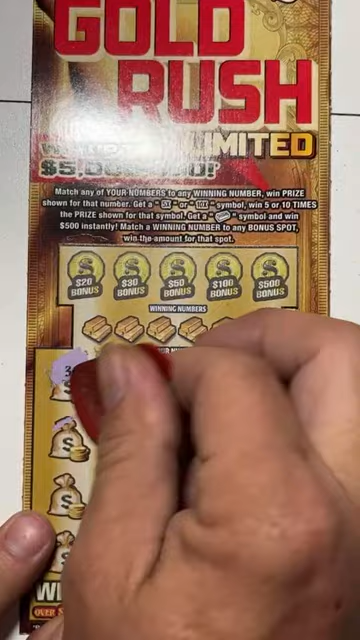 GOLD
RUSH
LIMITED
Match any of YOUR NUMBERS to any WINNING NUMBER, win PRIZE
shown for that number. Get a "5X" or "10X" symbol, win 5 or 10 TIMES
the PRIZE shown for that symbol. Get a " " symbol and win
$500 instantly! Match a WINNING NUMBER to any BONUS SPOT,
win the amount for that spot.
$20 BONUS $30 BONUS $50 BONUS $100 BONUS $500 BONUS
WINNING NUMBERS